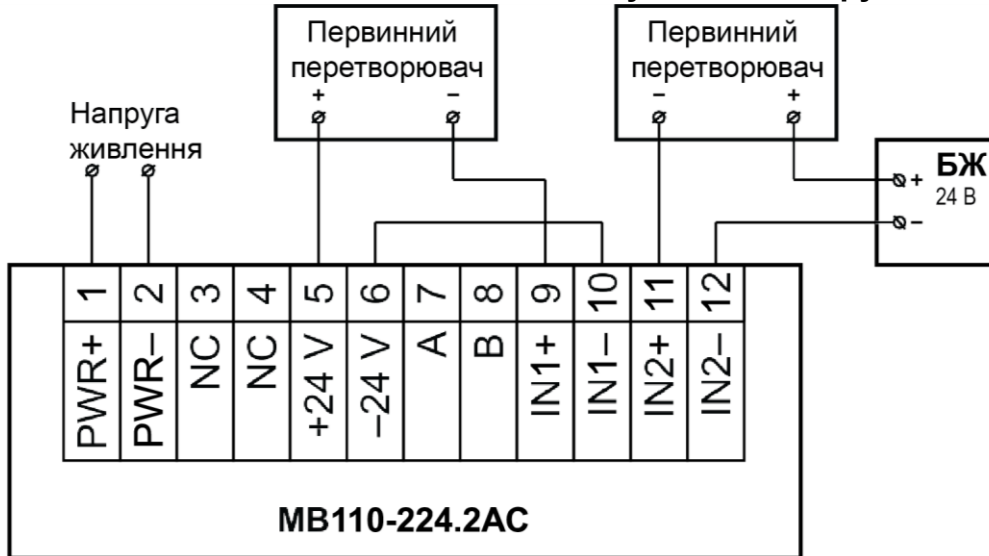 Первинний
перетворювач
+ –
Первинний
перетворювач
– +
Напруга
живлення
БЖ
+ 24 В
–
1 2 3 4 5 6 7 8 9 10 11 12
PWR+ PWR– NC NC +24 V –24 V A B IN1+ IN1– IN2+ IN2–
МВ110-224.2АС